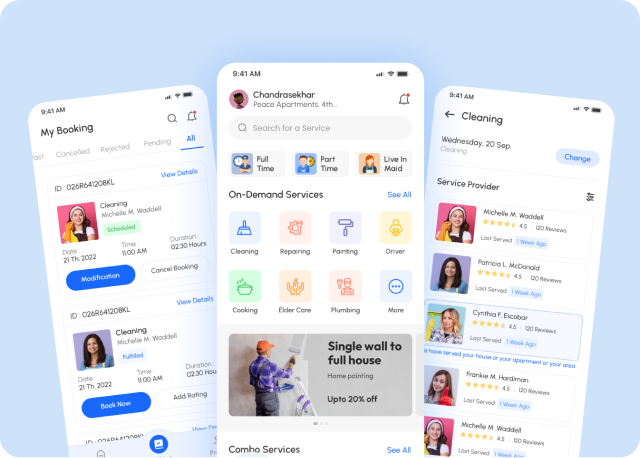 9:41 AM
My Booking
Cancelled
Rejected
Pending
All
ID : 026R641208KL
View Details
Cleaning
Michelle M. Waddell
Scheduled
Date
Time
Duration
21 Th, 2022
11:00 AM
02:30 Hours
Modification
Cancel Booking
ID : 026R641208KL
View Details
Cleaning
Michelle M. Waddell
Fulfiled
Date
Time
Duration
21 Th, 2022
11:00 AM
02:30 Hours
Book Now
Add Rating
ID : 026R641208KL
9:41 AM
Chandrasekhar
Peace Apartments, 4th...
Search for a Service
Full
Time
Part
Time
Live In
Maid
On-Demand Services
See All
Cleaning
Repairing
Painting
Driver
Cooking
Elder Care
Plumbing
More
Single wall to
full house
Home painting
Upto 20% off
Combo Services
See All
9:41 AM
Cleaning
Wednesday, 20 Sep.
Cleaning
Change
Service Provider
Michelle M. Waddell
4.5
120 Reviews
Last Served
1 Week Ago
Patricia L. McDonald
4.5
120 Reviews
Last Served
1 Week Ago
Cynthia F. Escobar
4.5
120 Reviews
Last Served
1 Week Ago
have served your house or your apartment or your area
Frankie M. Hardiman
4.5
120 Reviews
Last Served
1 Week Ago
Michelle M. Waddell
4.5
120 Reviews
Last Served
1 Week Ago